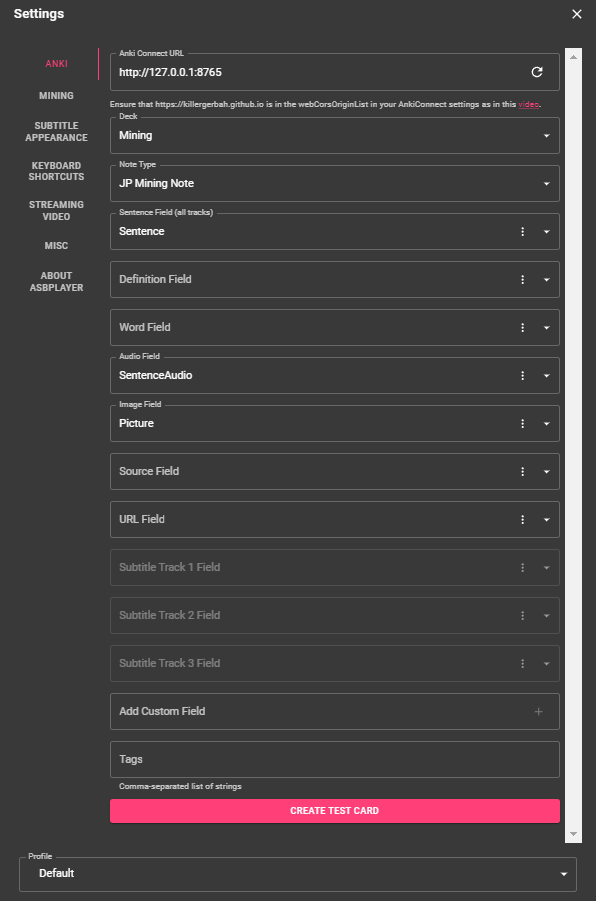 Settings
ANKI
MINING
SUBTITLE
APPEARANCE
KEYBOARD
SHORTCUTS
STREAMING
VIDEO
MISC
ABOUT
ASBPLAYER
Anki Connect URL
http://127.0.0.1:8765
Ensure that https://killergerbah.github.io is in the webCorsOriginList in your AnkiConnect settings as in this video.
Deck
Mining
Note Type
JP Mining Note
Sentence Field (all tracks)
Sentence
Definition Field
Word Field
Audio Field
SentenceAudio
Image Field
Picture
Source Field
URL Field
Subtitle Track 1 Field
Subtitle Track 2 Field
Subtitle Track 3 Field
Add Custom Field
Tags
Comma-separated list of strings
CREATE TEST CARD
Profile
Default